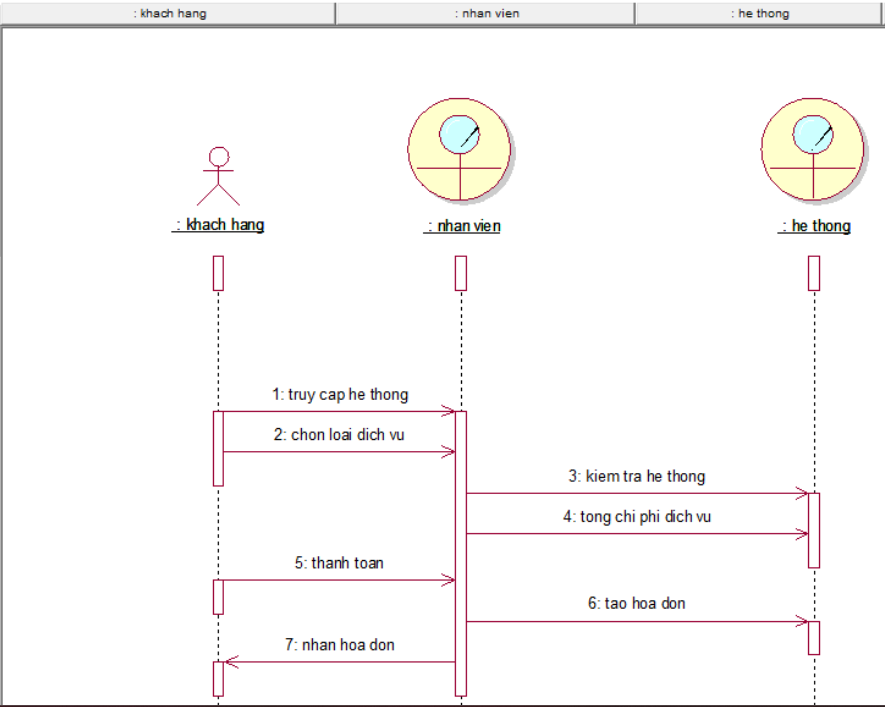 : khach hang
: nhan vien
: he thong
: khach hang
: nhan vien
: he thong
1: truy cap he thong
2: chon loai dich vu
3: kiem tra he thong
4: tong chi phi dich vu
5: thanh toan
6: tao hoa don
7: nhan hoa don